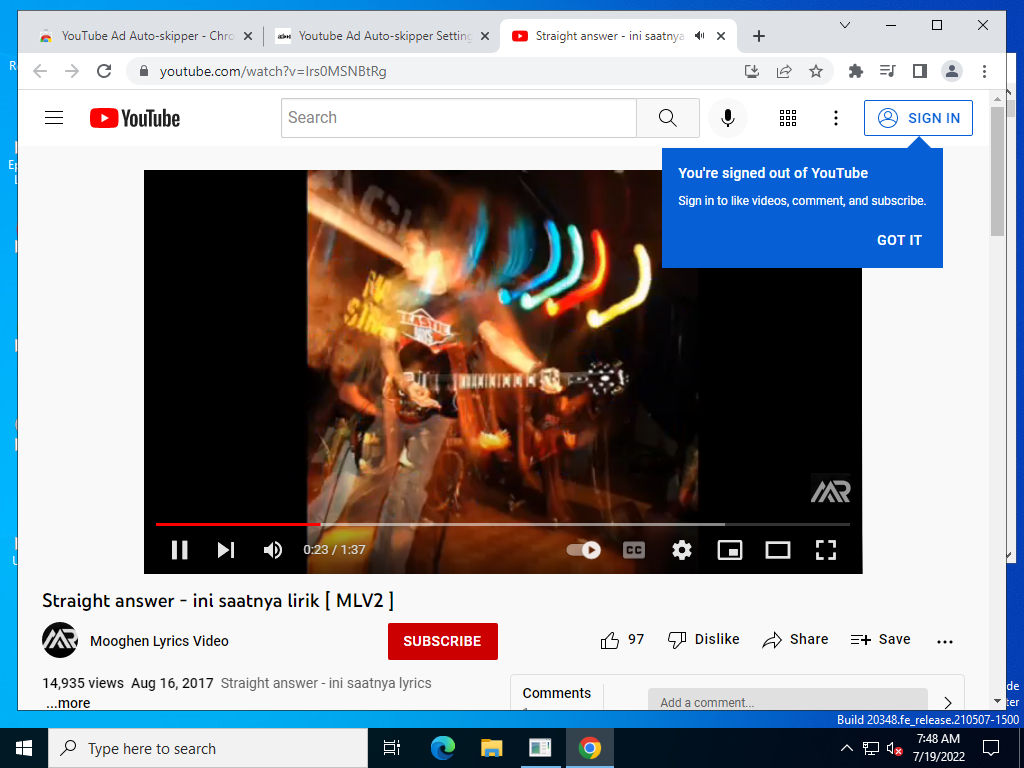 YouTube Ad Auto-skipper - Chro
Youtube Ad Auto-skipper Setting
Straight answer - ini saatnya
youtube.com/watch?v=Irs0MSNBtRg
YouTube
Search
SIGN IN
You're signed out of YouTube
Sign in to like videos, comment, and subscribe.
GOT IT
0:23 / 1:37
CC
Straight answer - ini saatnya lirik [ MLV2 ]
Mooghen Lyrics Video
SUBSCRIBE
97
Dislike
Share
Save
14,935 views Aug 16, 2017 Straight answer - ini saatnya lyrics
...more
Comments
Add a comment...
Build 20348.fe_release.210507-1500
Type here to search
7:48 AM
7/19/2022